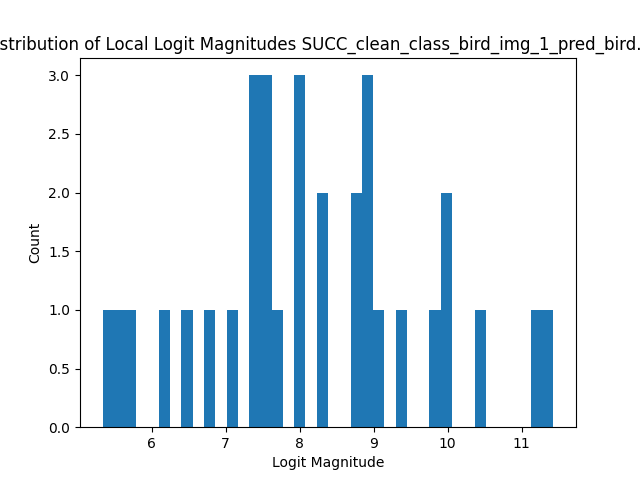 stribution of Local Logit Magnitudes SUCC_clean_class_bird_img_1_pred_bird.
3.0
2.5
2.0
1.5
1.0
0.5
0.0
Count
6 7 8 9 10 11
Logit Magnitude